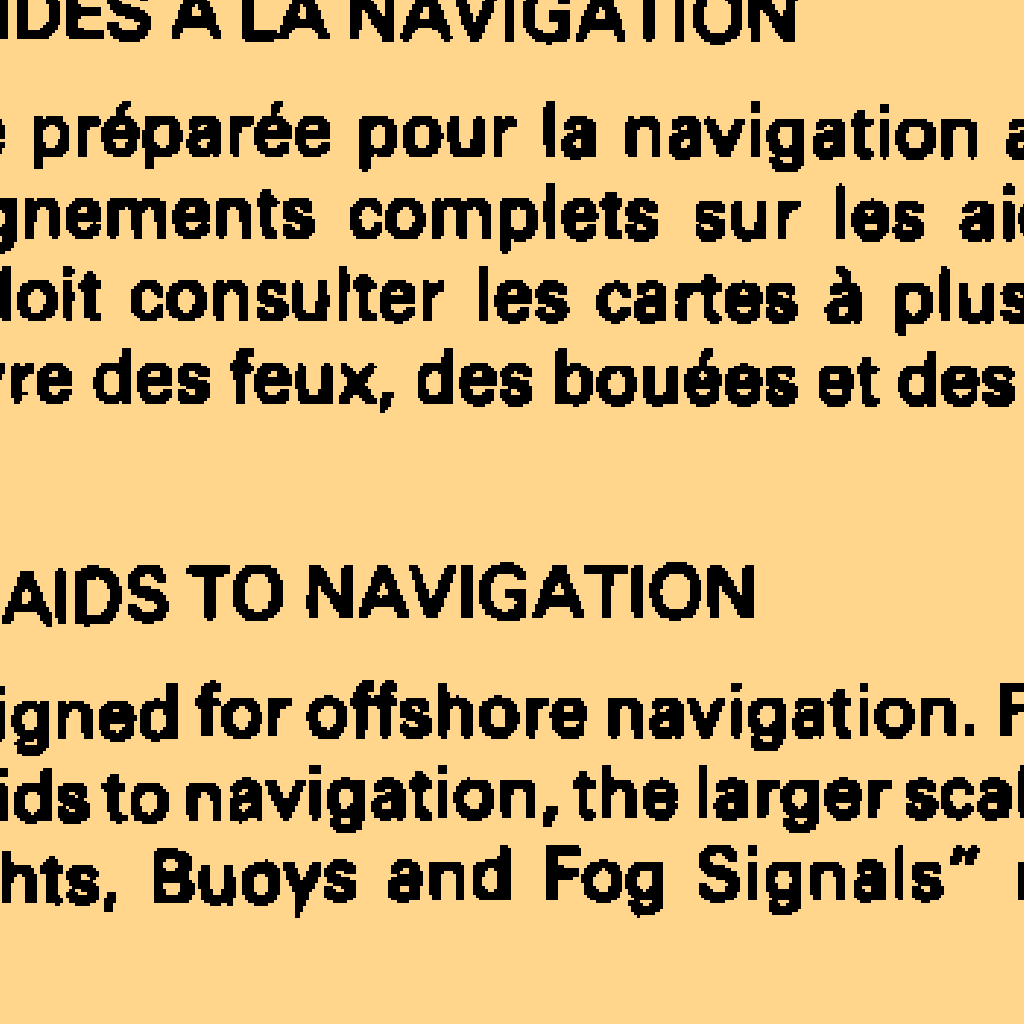 IDES À LA NAVIGATION
préparée pour la navigation
gnements complets sur les
doit consulter les cartes à plus
rre des feux, des bouées et des
AIDS TO NAVIGATION
igned for offshore navigation.
ids to navigation, the larger scal
hts, Buoys and Fog Signals”